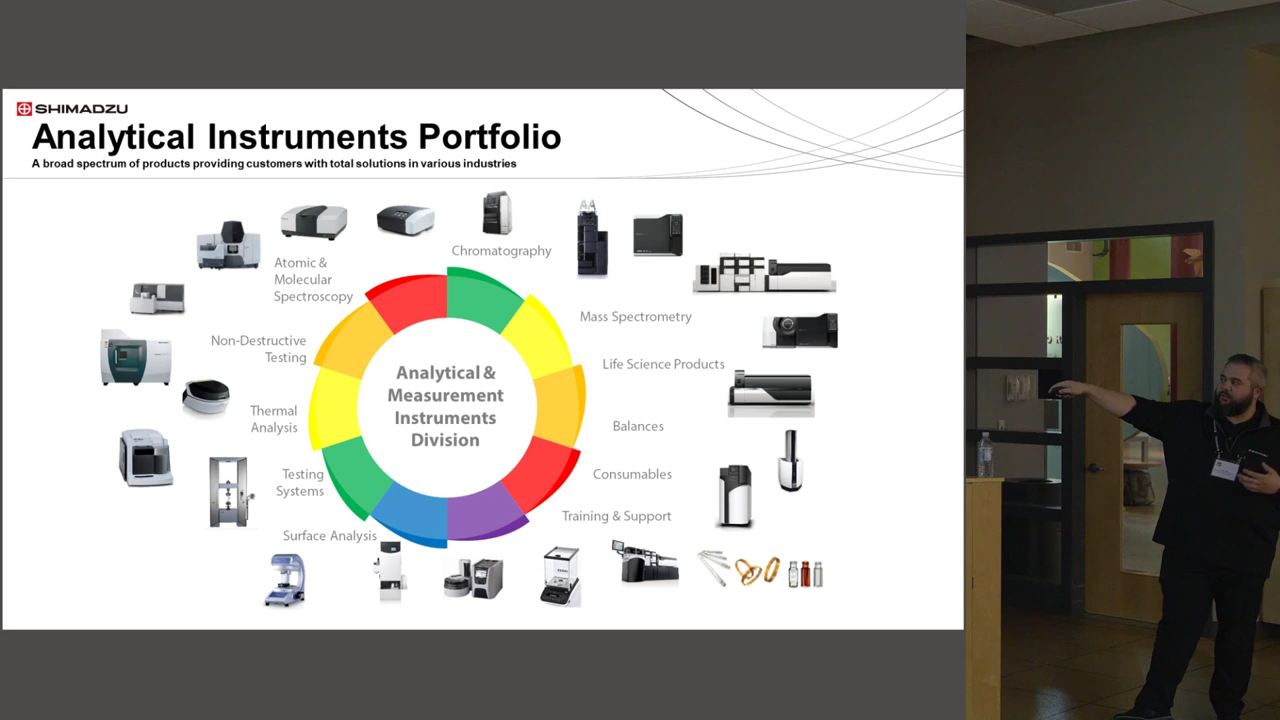 SHIMADZU
Analytical Instruments Portfolio
A broad spectrum of products providing customers with total solutions in various industries
Chromatography
Atomic &
Molecular
Spectroscopy
Mass Spectrometry
Non-Destructive
Testing
Life Science Products
Analytical &
Measurement
Instruments
Division
Thermal
Analysis
Balances
Testing
Systems
Consumables
Training & Support
Surface Analysis